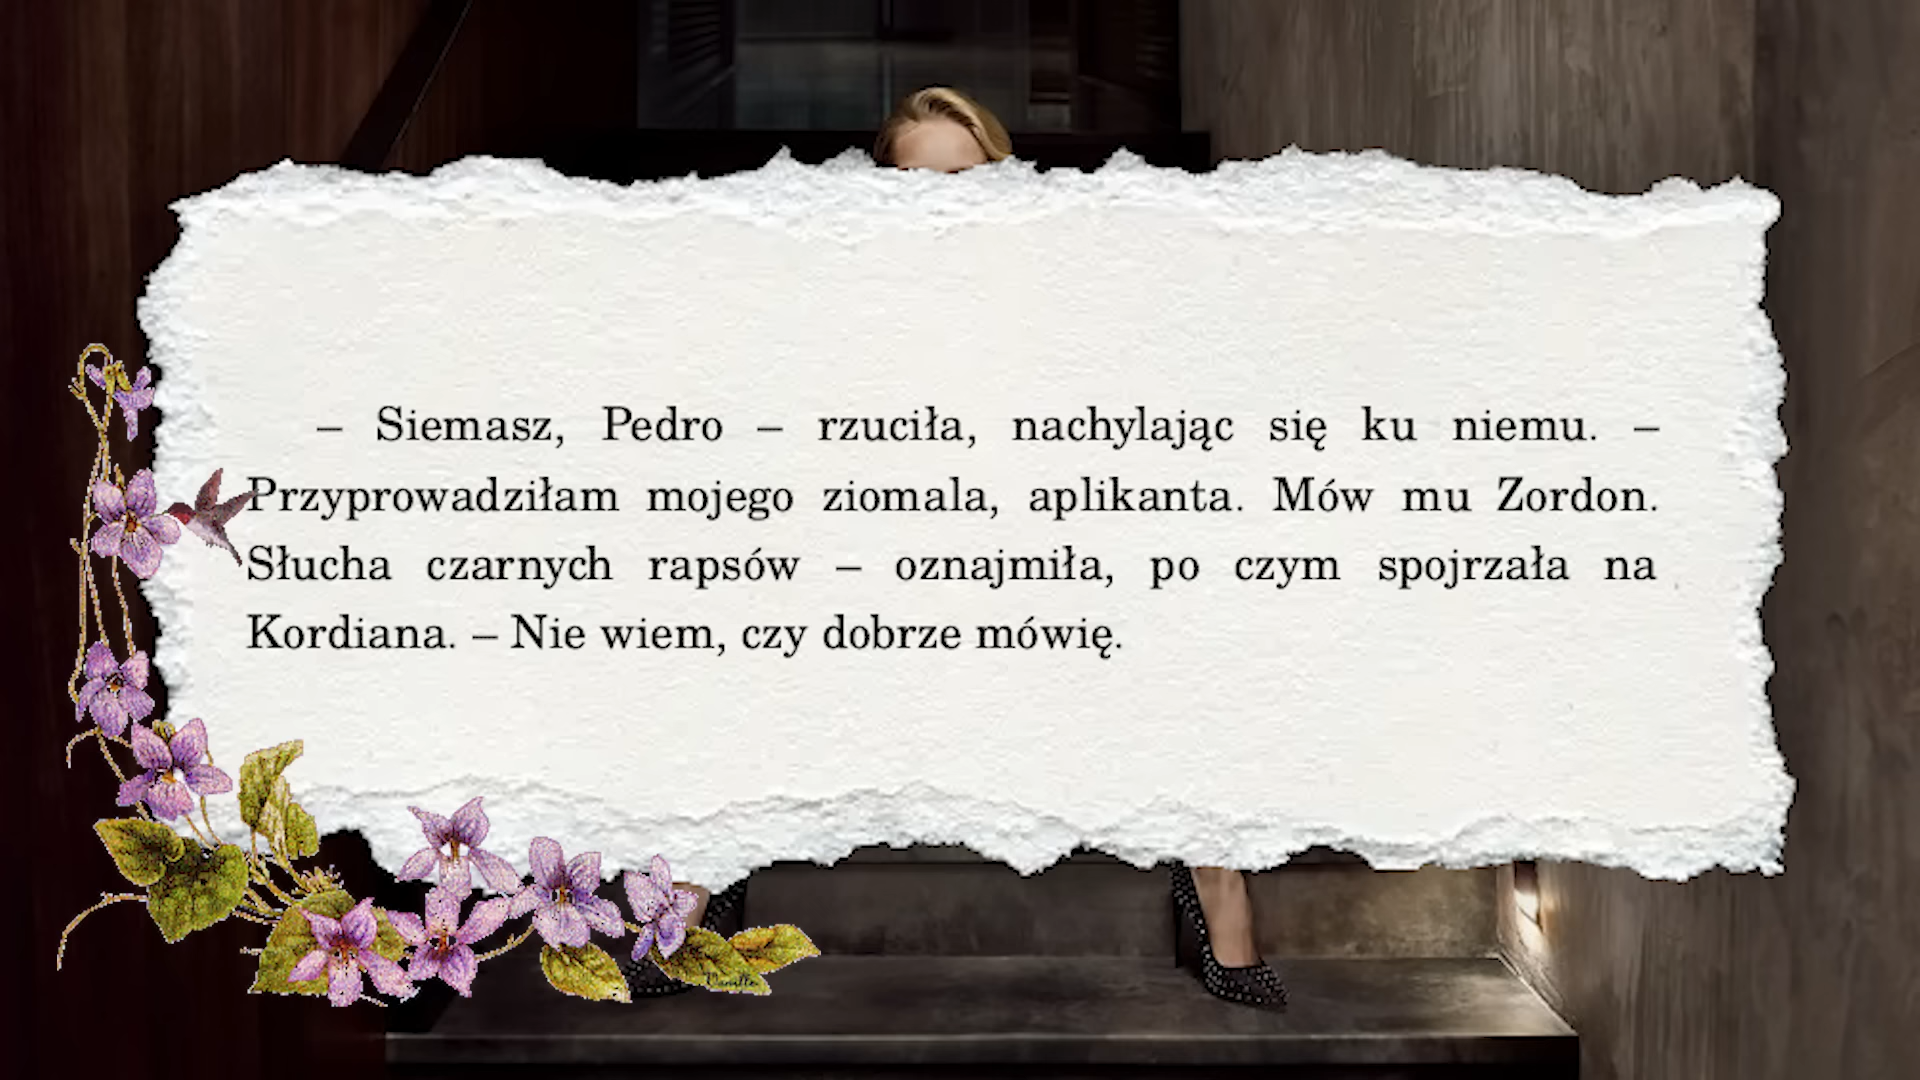 – Siemasz, Pedro – rzuciła, nachylając się ku niemu. –
Przyprowadziłam mojego ziomala, aplikanta. Mów mu Zordon.
Słucha czarnych rapsów – oznajmiła, po czym spojrzała na
Kordiana. – Nie wiem, czy dobrze mówię.